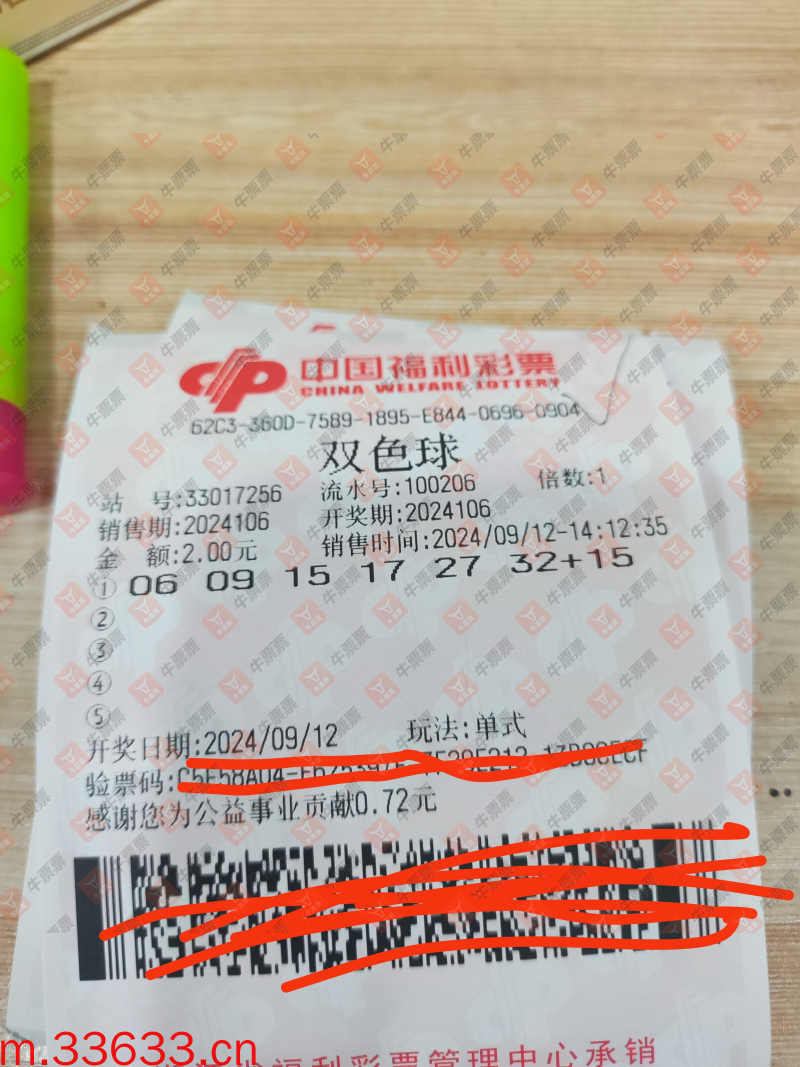 中国福利彩票
CHINA WELFARE LOTTERY
62C3-360D-7589-1895-E844-0696-0904
双色球
站 号:33017256 流水号:100206 倍数:1
销售期:2024106 开奖期:2024106
金 额:2.00元 销售时间:2024/09/12-14:12:35
① 06 09 15 17 27 32+15
②
③
④
⑤
开奖日期:2024/09/12 玩法:单式
验票码:
感谢您为公益事业贡献0.72元
福利彩票管理中心承销
m.33633.cn
牛票票